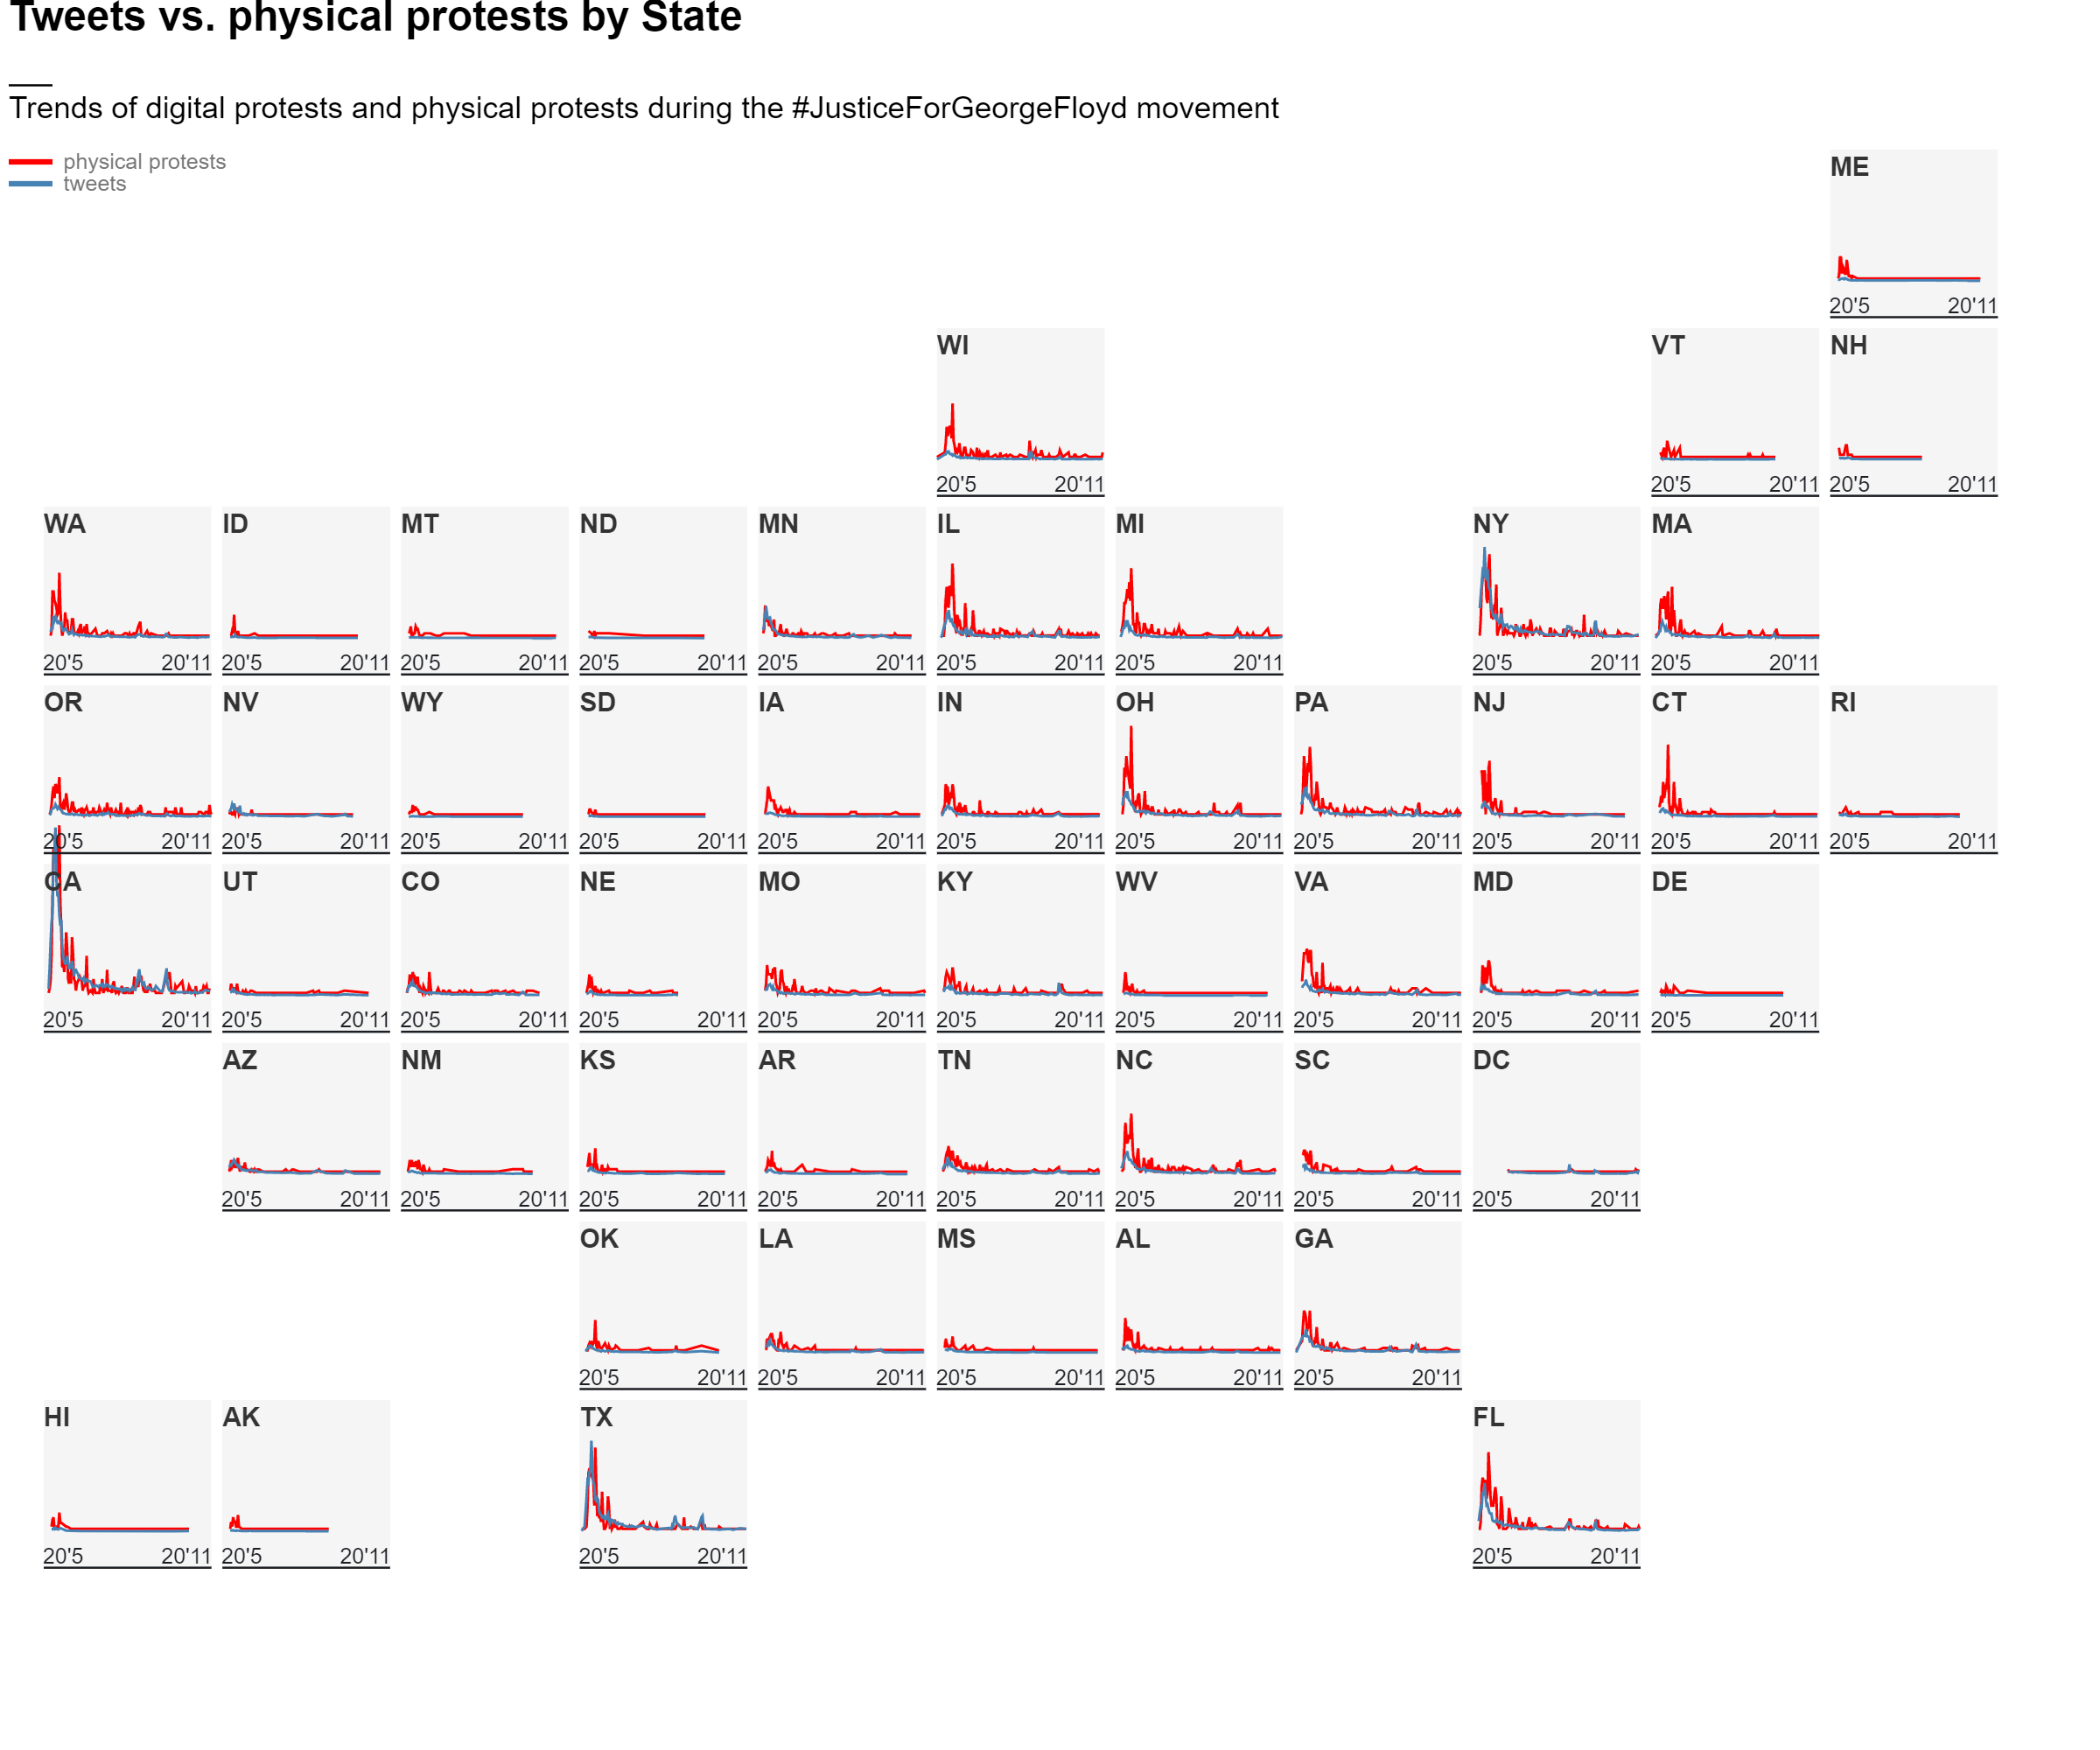 Tweets vs. physical protests by State
Trends of digital protests and physical protests during the #JusticeForGeorgeFloyd movement
physical protests
tweets
ME
20'5 20'11
WI VT NH
20'5 20'11 20'5 20'11 20'5 20'11
WA ID MT ND MN IL MI NY MA
20'5 20'11 20'5 20'11 20'5 20'11 20'5 20'11 20'5 20'11 20'5 20'11 20'5 20'11 20'5 20'11 20'5 20'11
OR NV WY SD IA IN OH PA NJ CT RI
20'5 20'11 20'5 20'11 20'5 20'11 20'5 20'11 20'5 20'11 20'5 20'11 20'5 20'11 20'5 20'11 20'5 20'11 20'5 20'11 20'5 20'11
CA UT CO NE MO KY WV VA MD DE
20'5 20'11 20'5 20'11 20'5 20'11 20'5 20'11 20'5 20'11 20'5 20'11 20'5 20'11 20'5 20'11 20'5 20'11 20'5 20'11
AZ NM KS AR TN NC SC DC
20'5 20'11 20'5 20'11 20'5 20'11 20'5 20'11 20'5 20'11 20'5 20'11 20'5 20'11 20'5 20'11
OK LA MS AL GA
20'5 20'11 20'5 20'11 20'5 20'11 20'5 20'11 20'5 20'11
HI AK TX FL
20'5 20'11 20'5 20'11 20'5 20'11 20'5 20'11